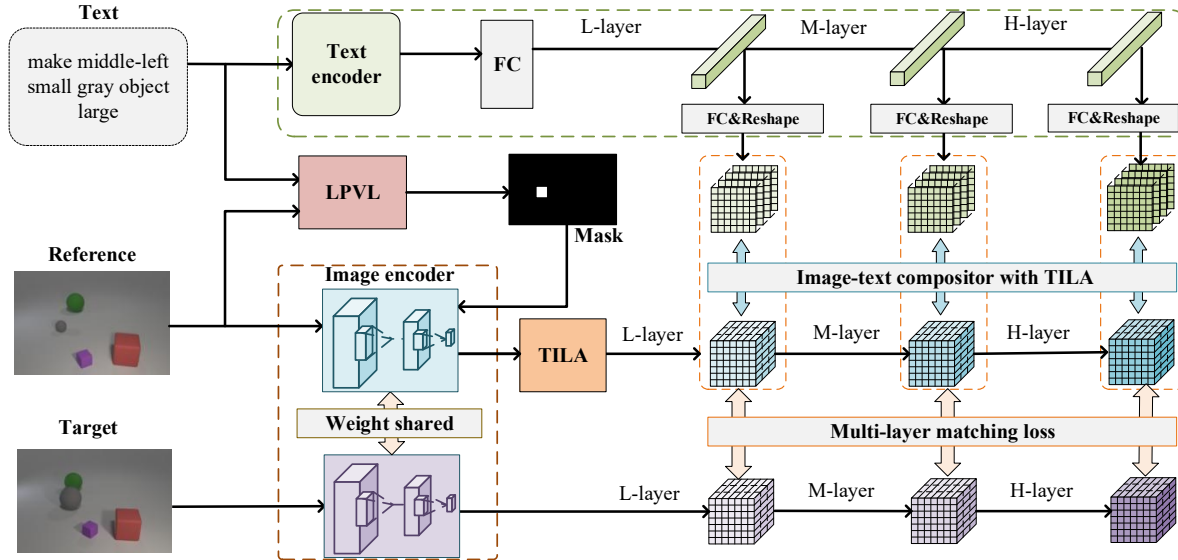 Text
make middle-left
small gray object
large
Text
encoder
FC
L-layer
M-layer
H-layer
FC&Reshape
FC&Reshape
FC&Reshape
LPVL
Mask
Reference
Image encoder
Image-text compositor with TILA
TILA
L-layer
M-layer
H-layer
Weight shared
Target
Multi-layer matching loss
L-layer
M-layer
H-layer